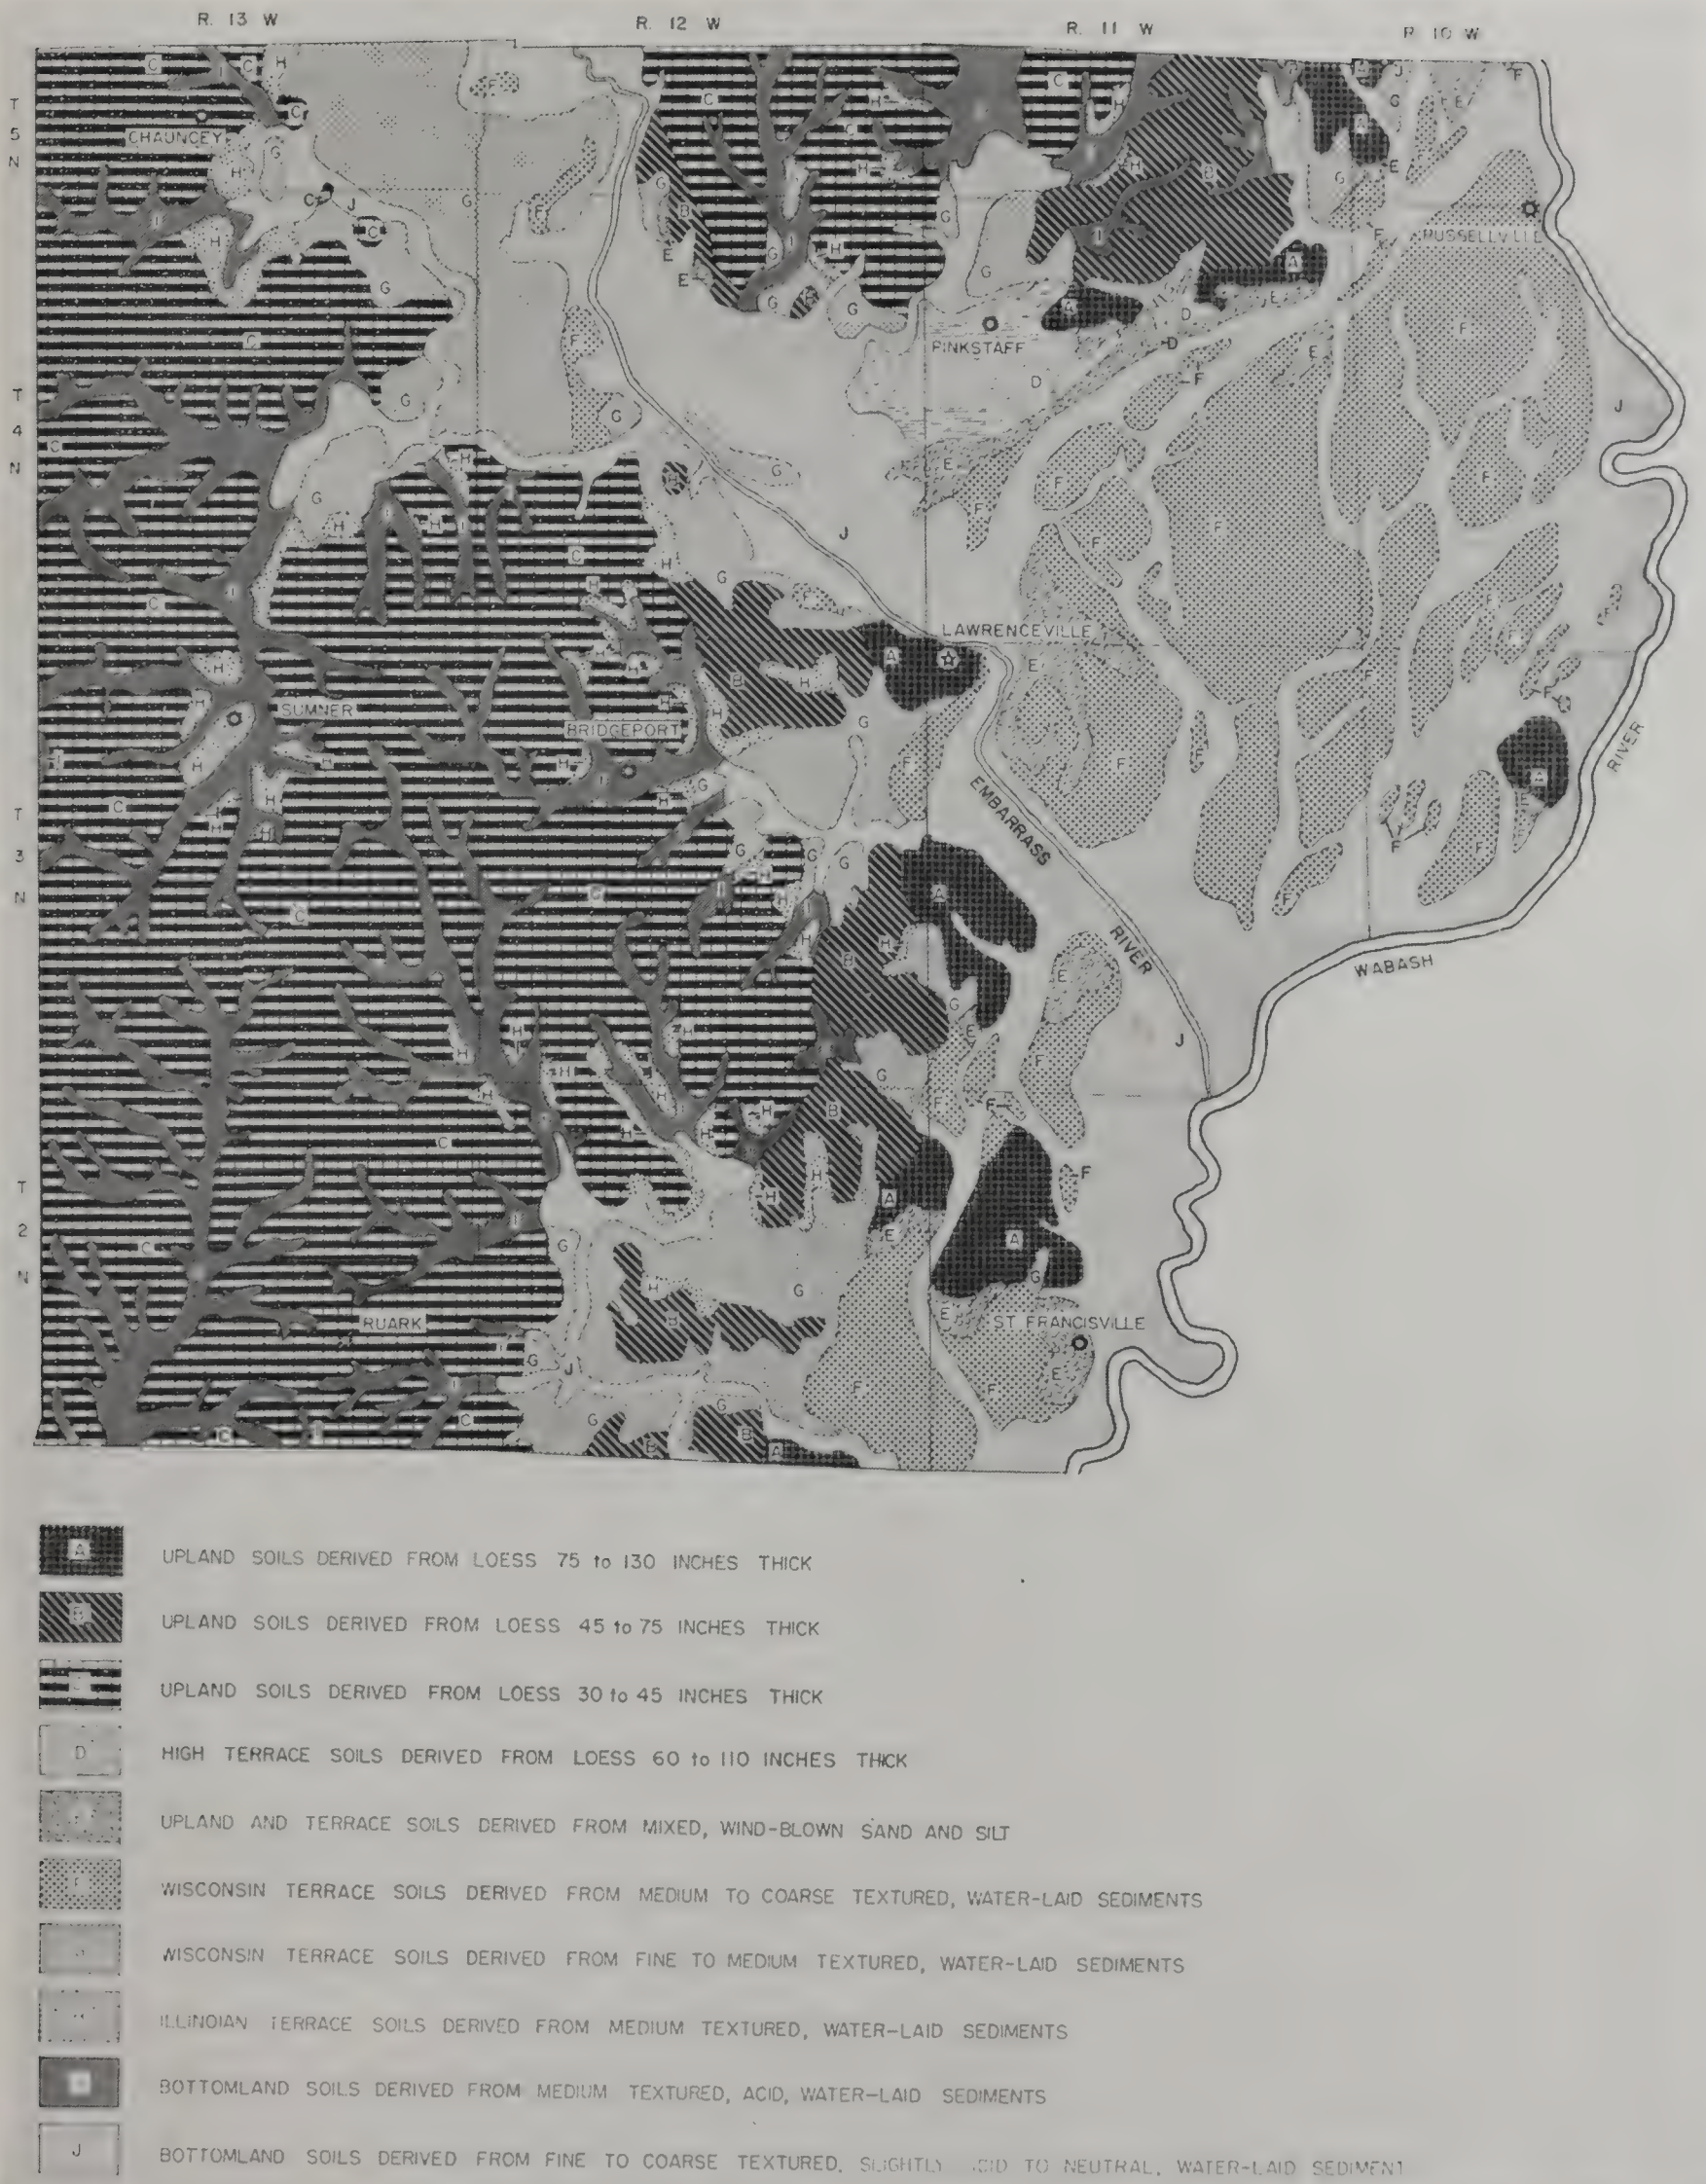 R. 13 W
R. 12 W
R. 11 W
R. 10 W
T
5
N
T
4
N
T
3
N
T
2
N
CHAUNCEY
RUSSELLVILLE
PINKSTAFF
LAWRENCEVILLE
SUMNER
BRIDGEPORT
EMBARRASS
RIVER
RIVER
WABASH
RUARK
ST FRANCISVILLE
A UPLAND SOILS DERIVED FROM LOESS 75 to 130 INCHES THICK
B UPLAND SOILS DERIVED FROM LOESS 45 to 75 INCHES THICK
UPLAND SOILS DERIVED FROM LOESS 30 to 45 INCHES THICK
D HIGH TERRACE SOILS DERIVED FROM LOESS 60 to 110 INCHES THICK
UPLAND AND TERRACE SOILS DERIVED FROM MIXED, WIND-BLOWN SAND AND SILT
F WISCONSIN TERRACE SOILS DERIVED FROM MEDIUM TO COARSE TEXTURED, WATER-LAID SEDIMENTS
WISCONSIN TERRACE SOILS DERIVED FROM FINE TO MEDIUM TEXTURED, WATER-LAID SEDIMENTS
H ILLINOIAN TERRACE SOILS DERIVED FROM MEDIUM TEXTURED, WATER-LAID SEDIMENTS
BOTTOMLAND SOILS DERIVED FROM MEDIUM TEXTURED, ACID, WATER-LAID SEDIMENTS
J BOTTOMLAND SOILS DERIVED FROM FINE TO COARSE TEXTURED, SLIGHTLY ACID TO NEUTRAL, WATER-LAID SEDIMENT